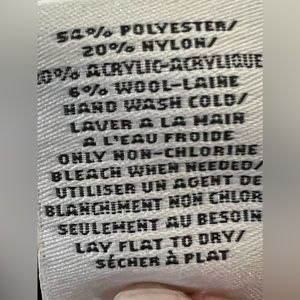 54% POLYESTER/
20% NYLON/
0% ACRYLIC-ACRYLIQUE
6% WOOL-LAINE
HAND WASH COLD/
LAVER A LA MAIN
A L'EAU FROIDE
ONLY NON-CHLORINE
BLEACH WHEN NEEDED/
UTILISER UN AGENT DE
BLANCHIMENT NON CHLOR
SEULEMENT AU BESOIN
LAY FLAT TO DRY/
SÉCHER À PLAT